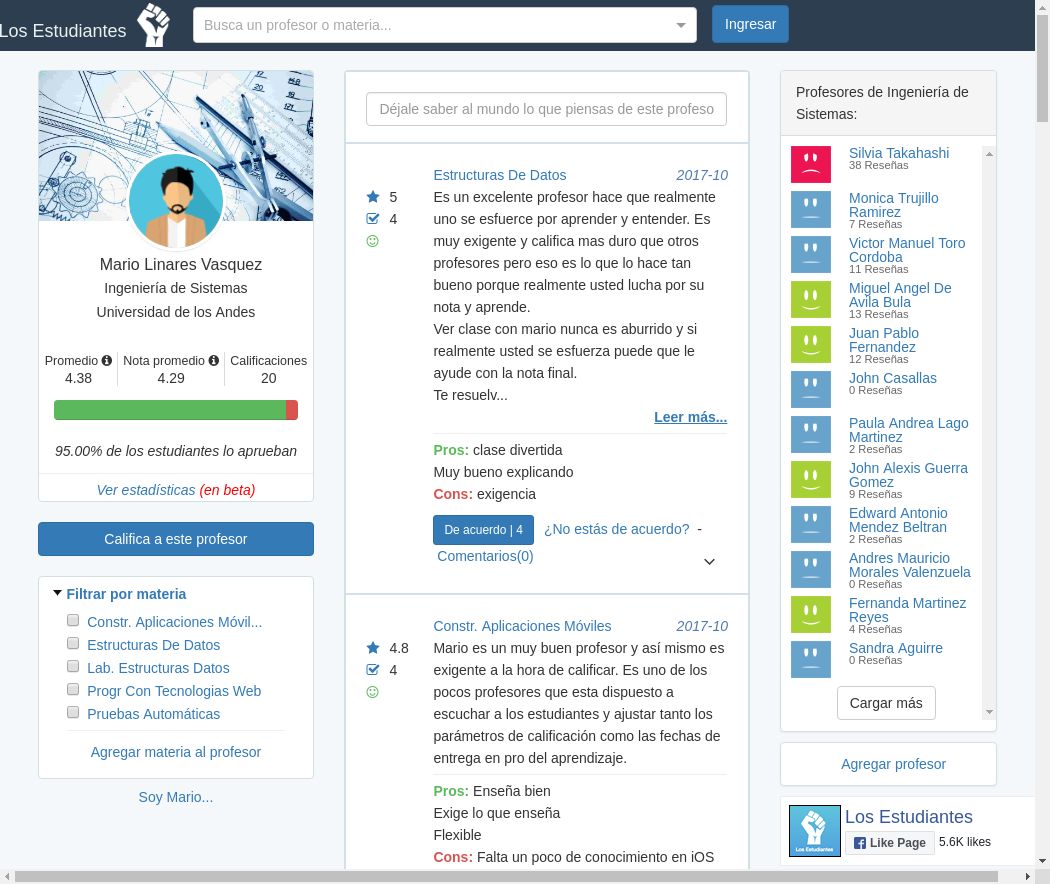 Los Estudiantes
Busca un profesor o materia...
Ingresar
Mario Linares Vasquez
Ingeniería de Sistemas
Universidad de los Andes
Promedio
4.38
Nota promedio
4.29
Calificaciones
20
95.00% de los estudiantes lo aprueban
Ver estadísticas (en beta)
Califica a este profesor
Filtrar por materia
Constr. Aplicaciones Móvil...
Estructuras De Datos
Lab. Estructuras Datos
Progr Con Tecnologias Web
Pruebas Automáticas
Agregar materia al profesor
Soy Mario...
Déjale saber al mundo lo que piensas de este profeso
Estructuras De Datos 2017-10
5
4
Es un excelente profesor hace que realmente
uno se esfuerce por aprender y entender. Es
muy exigente y califica mas duro que otros
profesores pero eso es lo que lo hace tan
bueno porque realmente usted lucha por su
nota y aprende.
Ver clase con mario nunca es aburrido y si
realmente usted se esfuerza puede que le
ayude con la nota final.
Te resuelv...
Leer más...
Pros: clase divertida
Muy bueno explicando
Cons: exigencia
De acuerdo | 4 ¿No estás de acuerdo? -
Comentarios(0)
Constr. Aplicaciones Móviles 2017-10
4.8
4
Mario es un muy buen profesor y así mismo es
exigente a la hora de calificar. Es uno de los
pocos profesores que esta dispuesto a
escuchar a los estudiantes y ajustar tanto los
parámetros de calificación como las fechas de
entrega en pro del aprendizaje.
Pros: Enseña bien
Exige lo que enseña
Flexible
Cons: Falta un poco de conocimiento en iOS
Profesores de Ingeniería de
Sistemas:
Silvia Takahashi
38 Reseñas
Monica Trujillo
Ramirez
7 Reseñas
Victor Manuel Toro
Cordoba
11 Reseñas
Miguel Angel De
Avila Bula
13 Reseñas
Juan Pablo
Fernandez
12 Reseñas
John Casallas
0 Reseñas
Paula Andrea Lago
Martinez
2 Reseñas
John Alexis Guerra
Gomez
9 Reseñas
Edward Antonio
Mendez Beltran
2 Reseñas
Andres Mauricio
Morales Valenzuela
0 Reseñas
Fernanda Martinez
Reyes
4 Reseñas
Sandra Aguirre
0 Reseñas
Cargar más
Agregar profesor
Los Estudiantes
Los Estudiantes
Like Page
5.6K likes